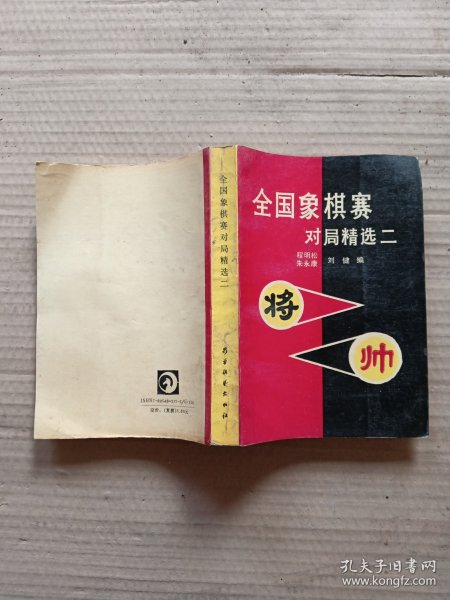 全国象棋赛
对局精选二
程明松
朱永康 刘健 编
将
帅
全国象棋赛对局精选二
孔夫子旧书网
www.kongfz.com